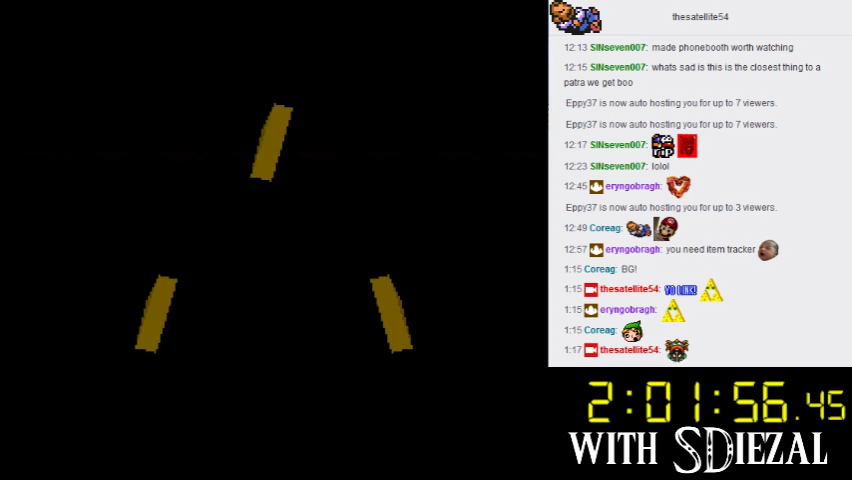 thesatellite54
12:13 SINseven007: made phonebooth worth watching
12:15 SINseven007: whats sad is this is the closest thing to a
patra we get boo
Eppy37 is now auto hosting you for up to 7 viewers.
Eppy37 is now auto hosting you for up to 7 viewers.
12:17 SINseven007:
12:23 SINseven007: lolol
12:45 eryngobragh:
Eppy37 is now auto hosting you for up to 3 viewers.
12:49 Coreag:
12:57 eryngobragh: you need item tracker
1:15 Coreag: BG!
1:15 thesatellite54:
1:15 eryngobragh:
1:15 Coreag:
1:17 thesatellite54:
2:01:56.45
WITH SDIEZAL